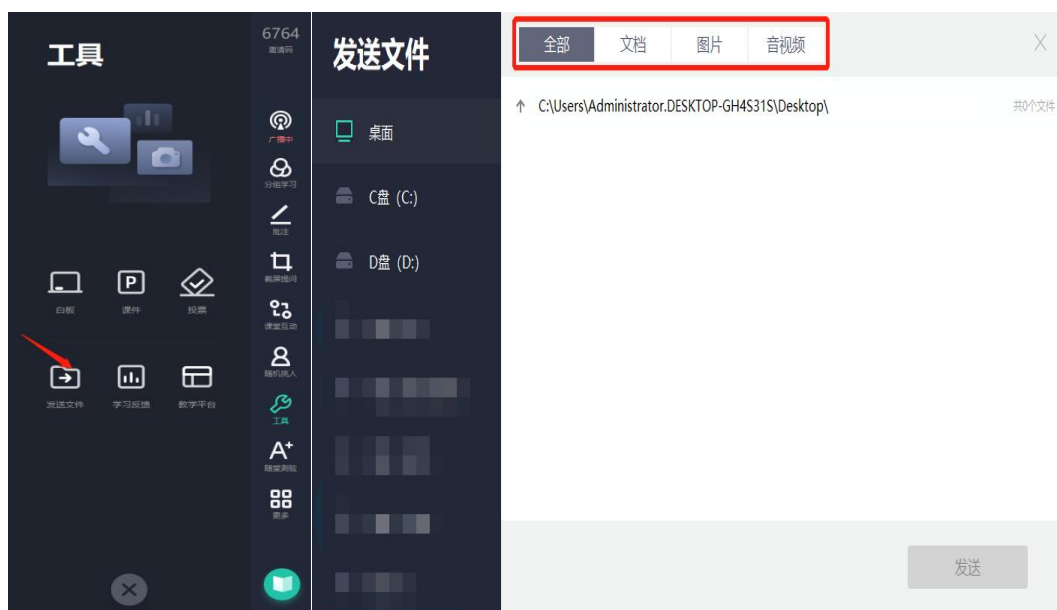 工具
白板
课件
投票
发送文件
学习反馈
教学平台
6764
邀请码
广播中
分组学习
批注
截屏提问
课堂互动
随机挑人
工具
A+
随堂测验
更多
发送文件
桌面
C盘 (C:)
D盘 (D:)
全部 文档 图片 音视频
X
C:\Users\Administrator.DESKTOP-GH4S31S\Desktop\
共0个文件
发送